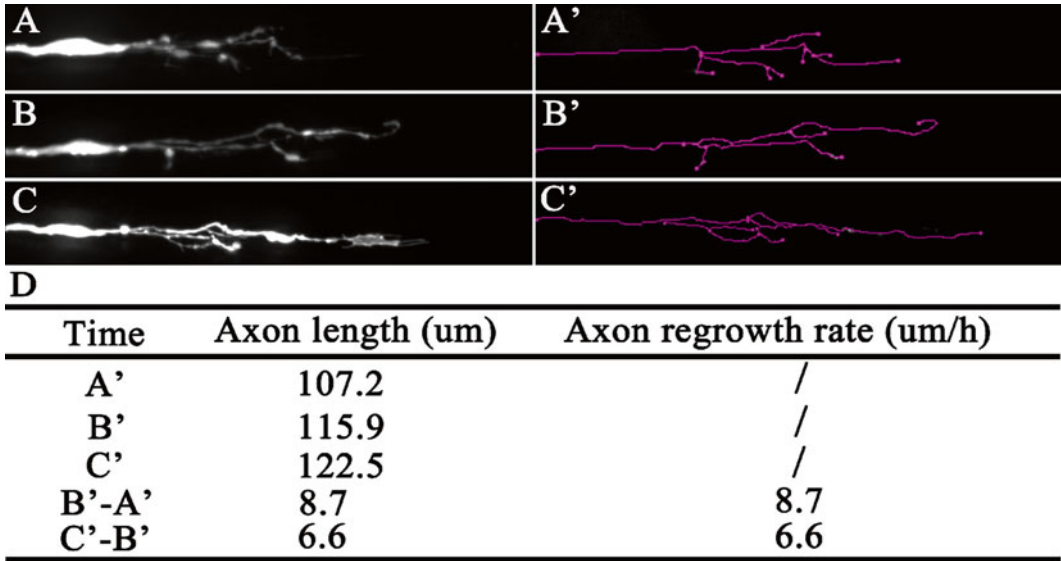 A A’
B B’
C C’
D
Time Axon length (um) Axon regrowth rate (um/h)
A’ 107.2 /
B’ 115.9 /
C’ 122.5 /
B’-A’ 8.7 8.7
C’-B’ 6.6 6.6